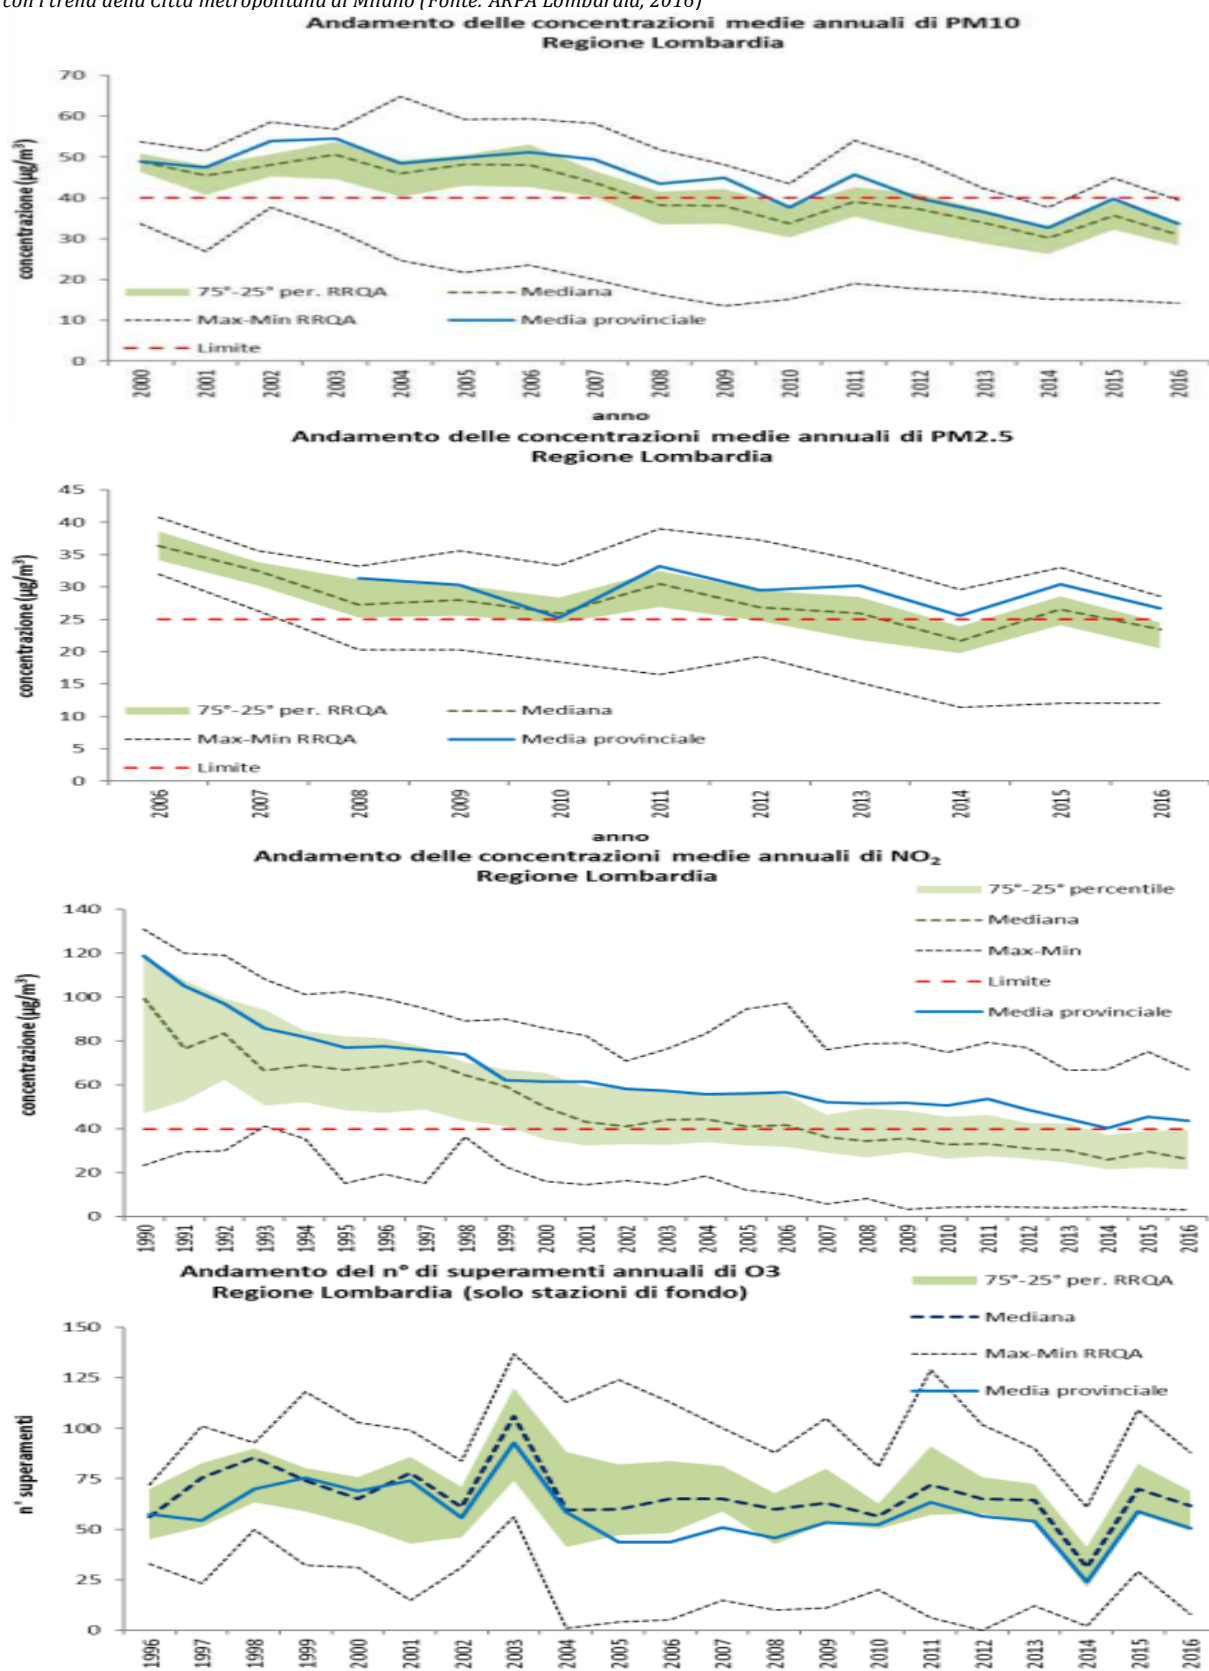 con i trend della Città metropolitana di Milano (Fonte: ARPA Lombardia, 2016)
Andamento delle concentrazioni medie annuali di PM10
Regione Lombardia
concentrazione (µg/m³)
70
60
50
40
30
20
10
0
75°-25° per. RRQA
Mediana
Max-Min RRQA
Media provinciale
Limite
2000 2001 2002 2003 2004 2005 2006 2007 2008 2009 2010 2011 2012 2013 2014 2015 2016
anno
Andamento delle concentrazioni medie annuali di PM2.5
Regione Lombardia
concentrazione (µg/m³)
45
40
35
30
25
20
15
10
5
0
75°-25° per. RRQA
Mediana
Max-Min RRQA
Media provinciale
Limite
2006 2007 2008 2009 2010 2011 2012 2013 2014 2015 2016
anno
Andamento delle concentrazioni medie annuali di NO₂
Regione Lombardia
75°-25° percentile
Mediana
Max-Min
Limite
Media provinciale
concentrazione (µg/m³)
140
120
100
80
60
40
20
0
1990 1991 1992 1993 1994 1995 1996 1997 1998 1999 2000 2001 2002 2003 2004 2005 2006 2007 2008 2009 2010 2011 2012 2013 2014 2015 2016
Andamento del n° di superamenti annuali di O3
Regione Lombardia (solo stazioni di fondo)
75°-25° per. RRQA
Mediana
Max-Min RRQA
Media provinciale
n° superamenti
150
125
100
75
50
25
0
1996 1997 1998 1999 2000 2001 2002 2003 2004 2005 2006 2007 2008 2009 2010 2011 2012 2013 2014 2015 2016